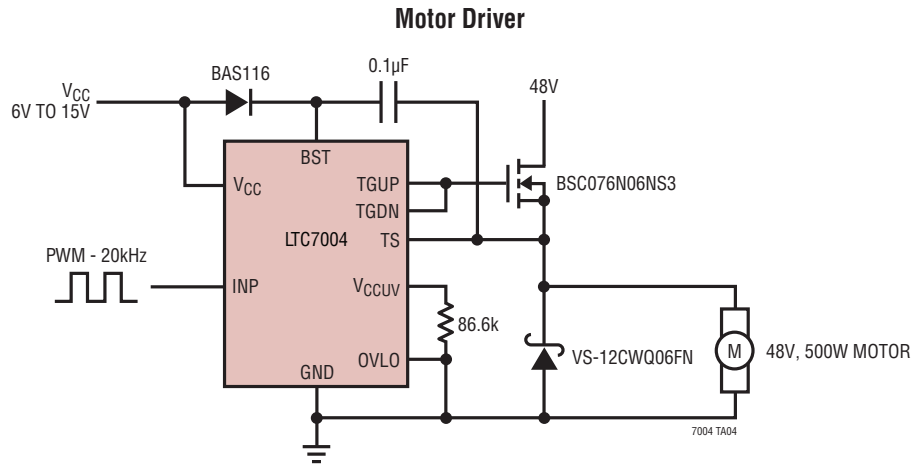 Motor Driver
BAS116
0.1µF
48V
VCC
6V TO 15V
BST
VCC
TGUP
BSC076N06NS3
TGDN
LTC7004
TS
PWM - 20kHz
INP
VCCUV
86.6k
VS-12CWQ06FN
M
48V, 500W MOTOR
OVLO
GND
7004 TA04